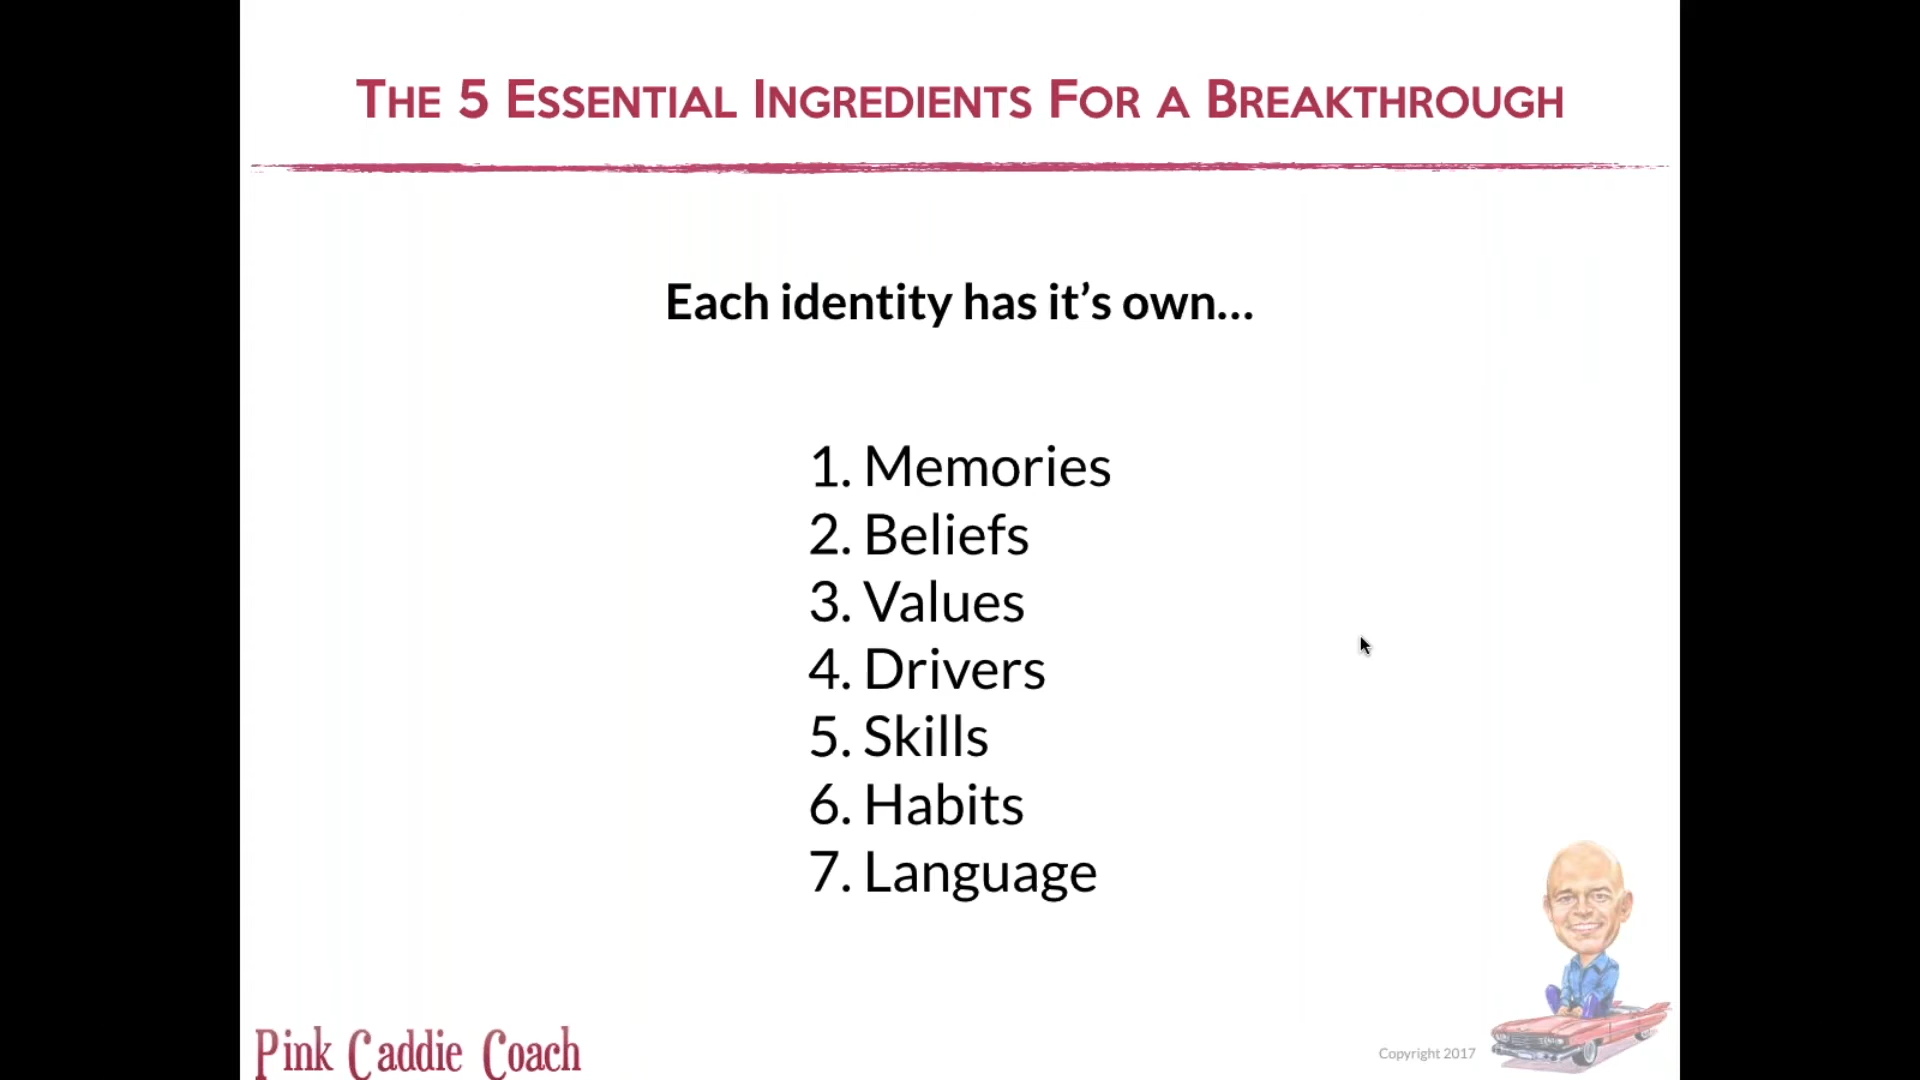 THE 5 ESSENTIAL INGREDIENTS FOR A BREAKTHROUGH
Each identity has it’s own...
1. Memories
2. Beliefs
3. Values
4. Drivers
5. Skills
6. Habits
7. Language
Pink Caddie Coach
Copyright 2017